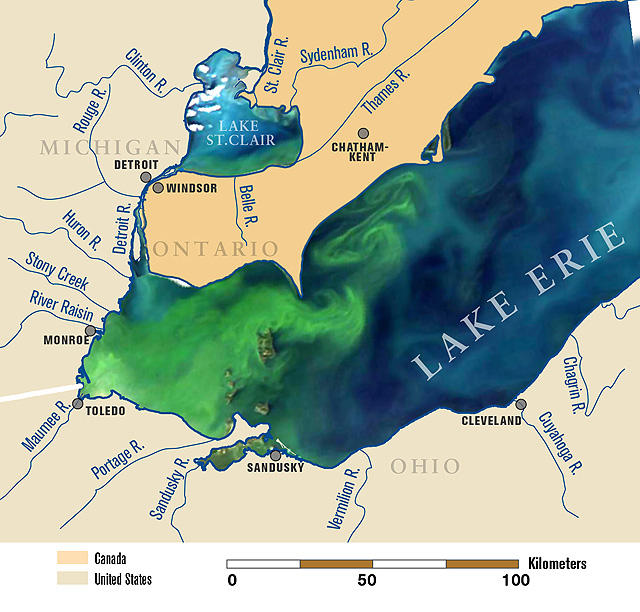 Clinton R.
St. Clair R.
Sydenham R.
Rouge R.
Thames R.
LAKE
ST.CLAIR
MICHIGAN
CHATHAM-
KENT
DETROIT
WINDSOR
Belle R.
Detroit R.
Huron R.
ONTARIO
Stony Creek
River Raisin
MONROE
LAKE ERIE
Maumee R.
TOLEDO
Portage R.
Sandusky R.
SANDUSKY
Vermilion R.
OHIO
CLEVELAND
Cuyahoga R.
Chagrin R.
Canada
United States
0 50 100
Kilometers